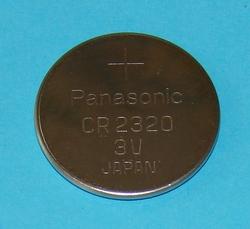 +
Panasonic
CR2320
3V
JAPAN